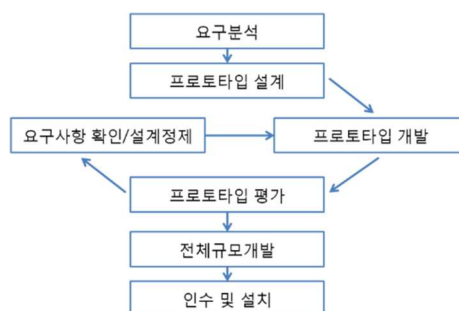 요구분석
프로토타입 설계
요구사항 확인/설계정제
프로토타입 개발
프로토타입 평가
전체규모개발
인수 및 설치